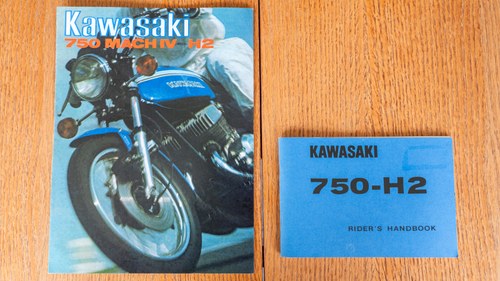 Kawasaki
750 MACH IV H2
KAWASAKI
750-H2
RIDER'S HANDBOOK